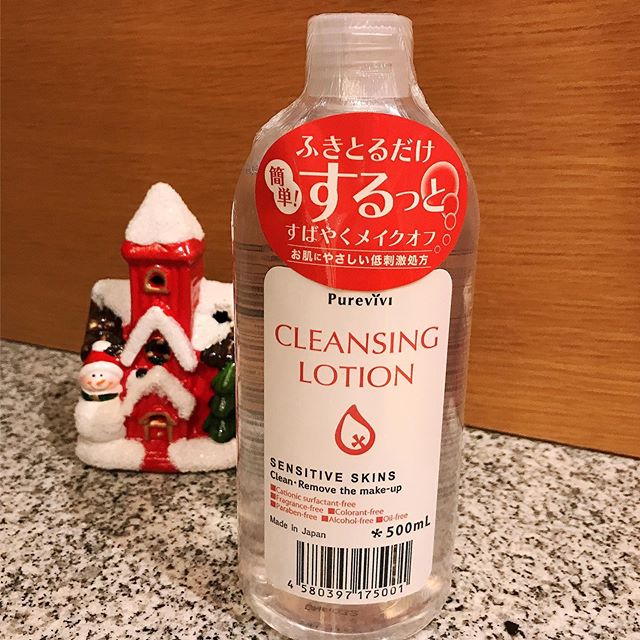 ふきとるだけ
簡単!
するっと
すばやくメイクオフ
お肌にやさしい低刺激処方
Purevivi
CLEANSING
LOTION
SENSITIVE SKINS
Clean・Remove the make-up
■Cationic surfactant-free
■Fragrance-free ■Colorant-free
■Paraben-free ■Alcohol-free ■Oil-free
Made in Japan
*500mL
4 580397 175001